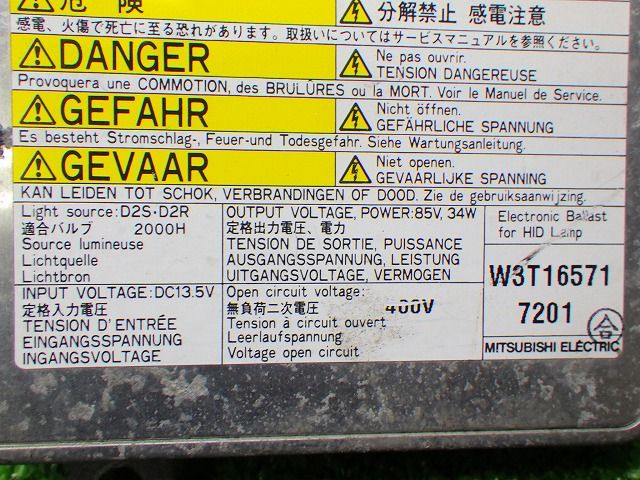 危険
分解禁止 感電注意
感電、火傷で死亡に至る恐れがあります。取扱いについてはサービスマニュアルを参照ください。
DANGER
Ne pas ouvrir.
TENSION DANGEREUSE
Provoquera une COMMOTION, des BRULÛRES ou la MORT. Voir le Manuel de Service.
GEFAHR
Nicht öffnen.
GEFÄHRLICHE SPANNUNG
Es besteht Stromschlag-, Feuer-und Todesgefahr. Siehe Wartungsanleitung.
GEVAAR
Niet openen.
GEVAARLIJKE SPANNING
KAN LEIDEN TOT SCHOK, VERBRANDINGEN OF DOOD. Zie de gebruiksaanwijzing.
Light source:D2S·D2R
適合バルブ 2000H
Source lumineuse
Lichtquelle
Lichtbron
OUTPUT VOLTAGE, POWER:85V, 34W
定格出力電圧、電力
TENSION DE SORTIE, PUISSANCE
AUSGANGSSPANNUNG, LEISTUNG
UITGANGSVOLTAGE, VERMOGEN
Electronic Ballast
for HID Lamp
W3T16571
7201
合
MITSUBISHI ELECTRIC
INPUT VOLTAGE:DC13.5V
定格入力電圧
TENSION D'ENTRÉE
EINGANGSSPANNUNG
INGANGSVOLTAGE
Open circuit voltage:
無負荷二次電圧 400V
Tension à circuit ouvert
Leerlaufspannung
Voltage open circuit